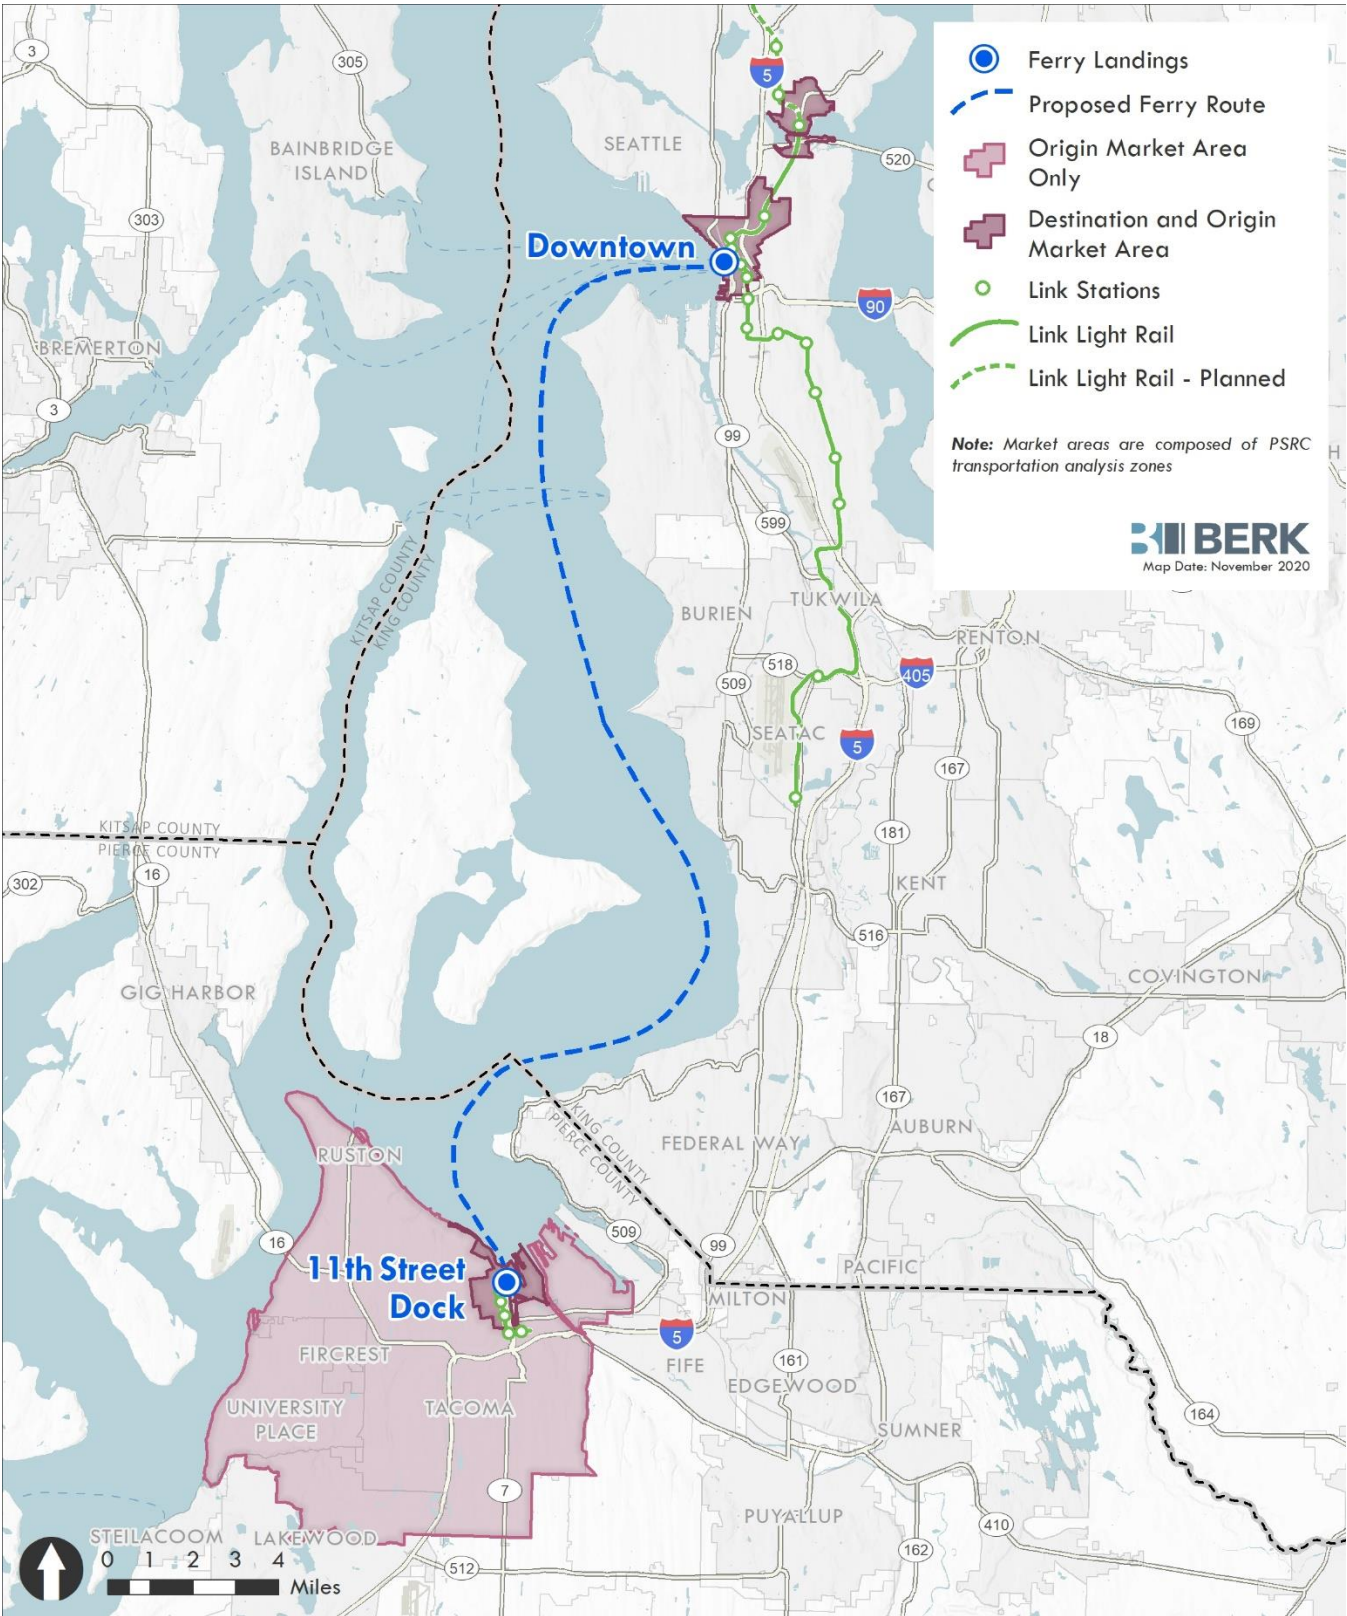 Ferry Landings
Proposed Ferry Route
Origin Market Area
Only
Destination and Origin
Market Area
Link Stations
Link Light Rail
Link Light Rail - Planned
Note: Market areas are composed of PSRC
transportation analysis zones
BERK
Map Date: November 2020
3
305
5
SEATTLE
BAINBRIDGE
ISLAND
520
303
Downtown
90
BREMERTON
3
99
H
599
KITSAP COUNTY
KING COUNTY
TUKWILA
BURIEN
RENTON
518
405
509
169
SEATAC
5
167
KITSAP COUNTY
PIERCE COUNTY
181
16
302
KENT
516
COVINGTON
GIG HARBOR
18
167
KING COUNTY
PIERCE COUNTY
AUBURN
FEDERAL WAY
RUSTON
509
16
99
11th Street
Dock
PACIFIC
MILTON
5
FIRCREST
FIFE
161
EDGEWOOD
UNIVERSITY
PLACE
TACOMA
164
SUMNER
7
PUYALLUP
410
STEILACOOM
LAKEWOOD
162
512
0 1 2 3 4
Miles